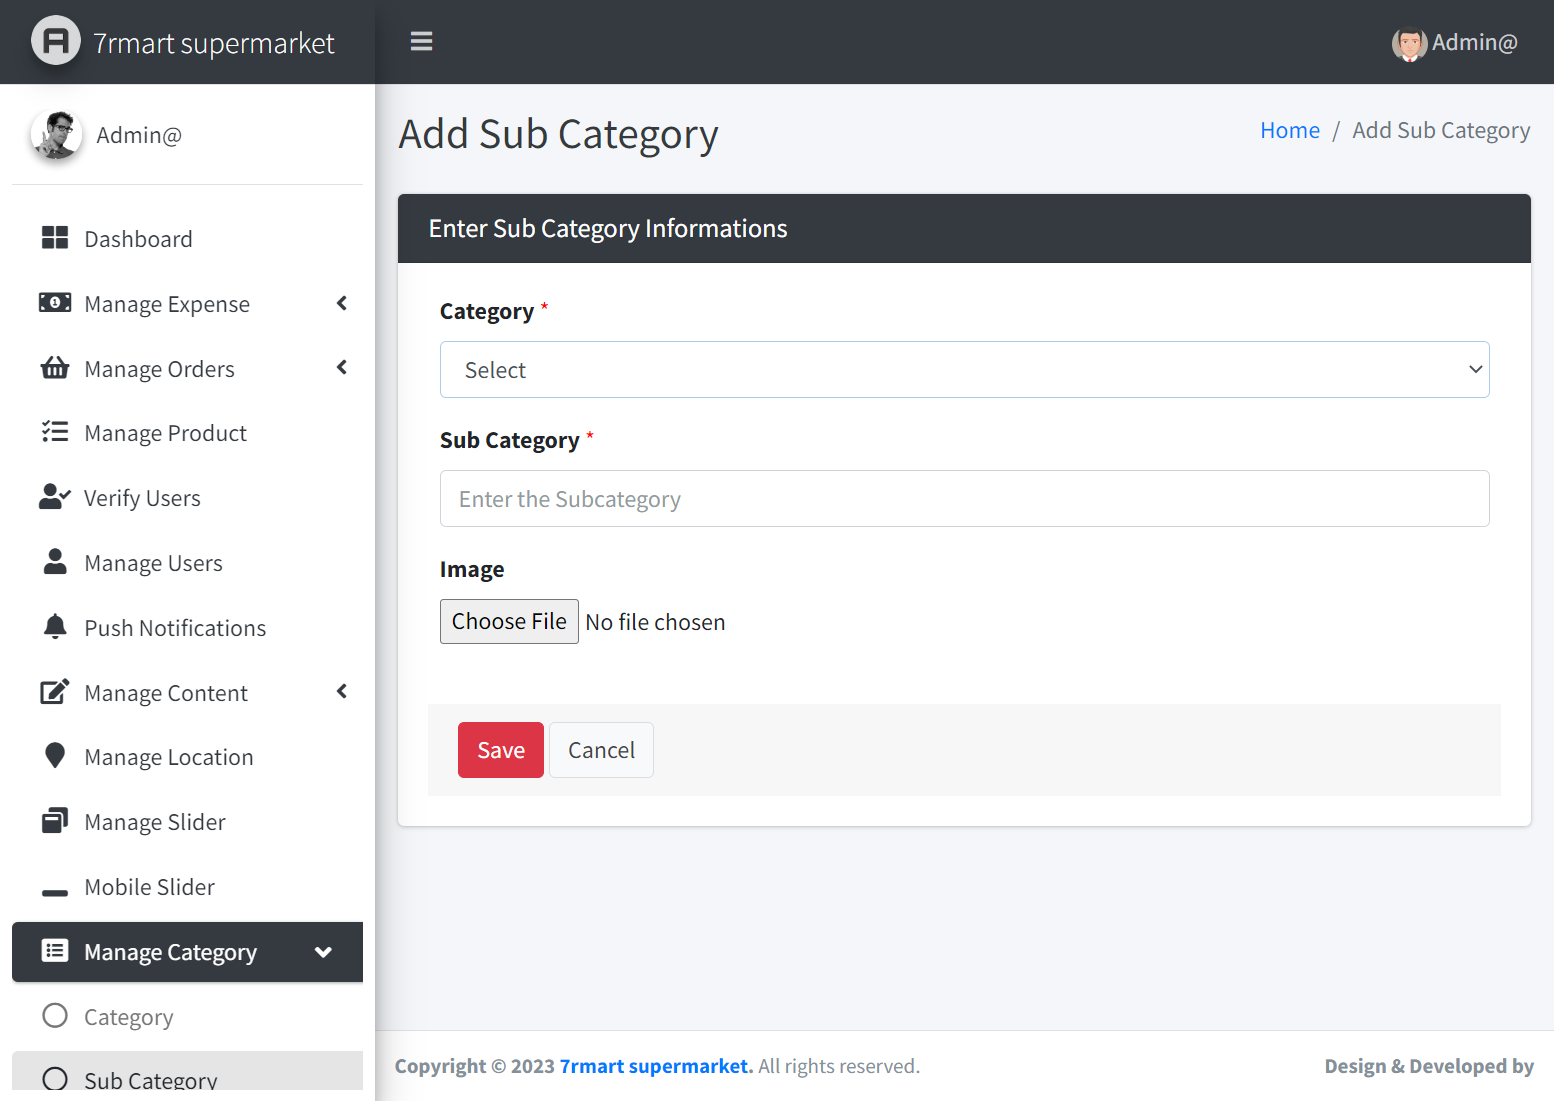 7rmart supermarket
Admin@
Admin@
Dashboard
Manage Expense
Manage Orders
Manage Product
Verify Users
Manage Users
Push Notifications
Manage Content
Manage Location
Manage Slider
Mobile Slider
Manage Category
Category
Sub Category
Add Sub Category
Home / Add Sub Category
Enter Sub Category Informations
Category *
Select
Sub Category *
Enter the Subcategory
Image
Choose File No file chosen
Save Cancel
Copyright © 2023 7rmart supermarket. All rights reserved.
Design & Developed by